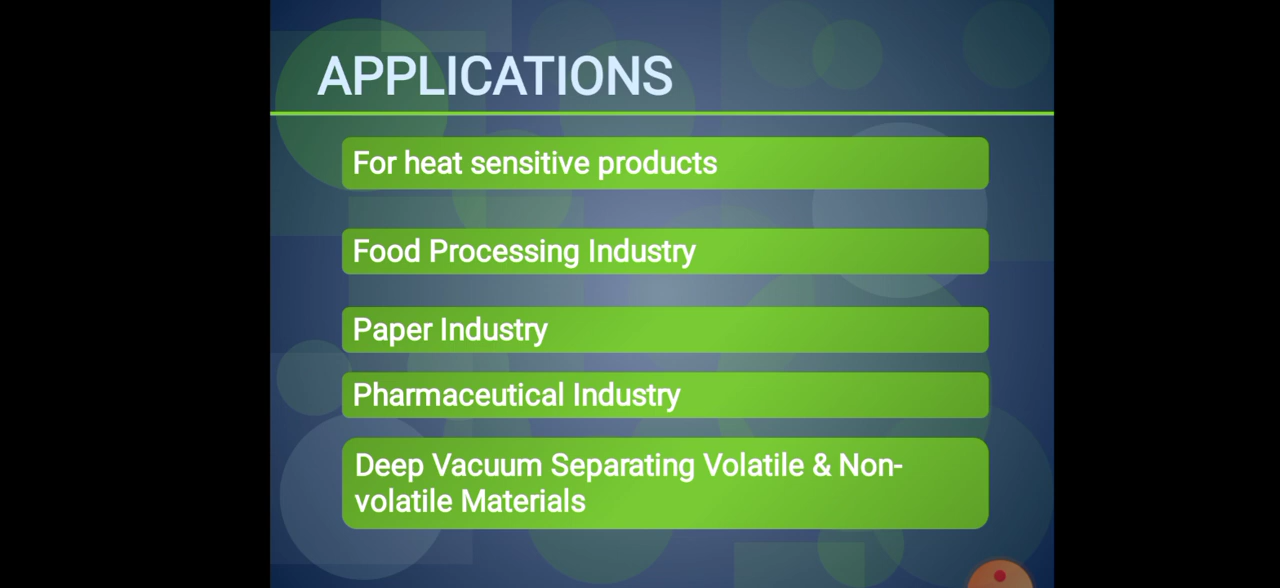 APPLICATIONS
For heat sensitive products
Food Processing Industry
Paper Industry
Pharmaceutical Industry
Deep Vacuum Separating Volatile & Non-
volatile Materials